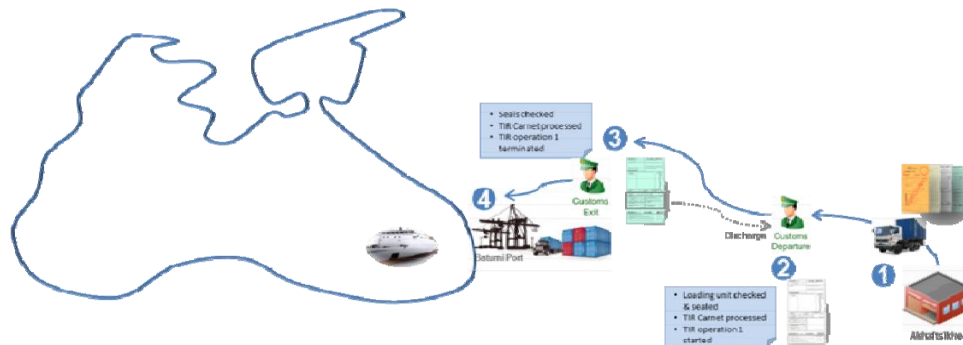 • Seals checked
• TIR Carnet processed
• TIR operation 1
terminated
3
4
Customs
Exit
Batumi Port
Discharge
Customs
Departure
2
1
• Loading unit checked
& sealed
• TIR Carnet processed
• TIR operation 1
started
Akhaltsikhe